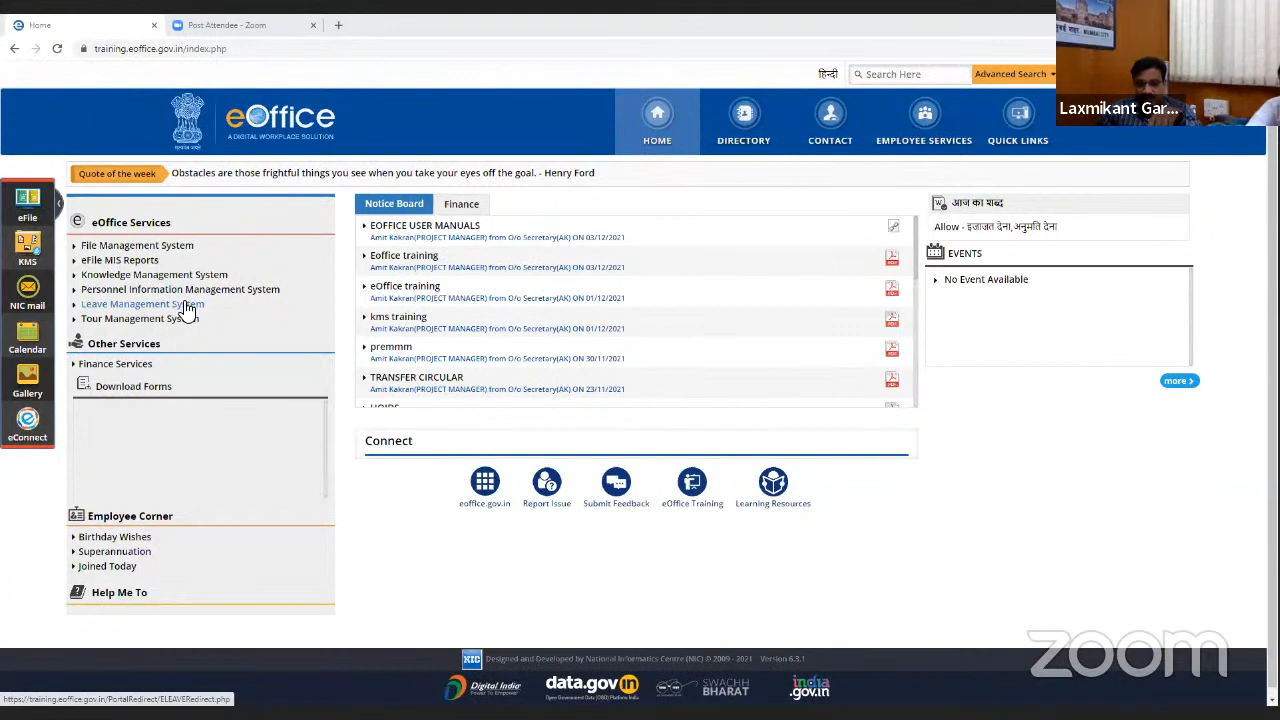 Home
Post Attendee - Zoom
training.eoffice.gov.in/index.php
हिन्दी
Search Here
Advanced Search
Laxmikant Gar...
eOffice
A DIGITAL WORKPLACE SOLUTION
HOME
DIRECTORY
CONTACT
EMPLOYEE SERVICES
QUICK LINKS
Quote of the week
Obstacles are those frightful things you see when you take your eyes off the goal. - Henry Ford
eFile
KMS
NIC mail
Calendar
Gallery
eConnect
eOffice Services
File Management System
eFile MIS Reports
Knowledge Management System
Personnel Information Management System
Leave Management System
Tour Management System
Other Services
Finance Services
Download Forms
Employee Corner
Birthday Wishes
Superannuation
Joined Today
Help Me To
Notice Board
Finance
EOFFICE USER MANUALS
Amit Kakran(PROJECT MANAGER) from O/o Secretary(AK) ON 03/12/2021
Eoffice training
Amit Kakran(PROJECT MANAGER) from O/o Secretary(AK) ON 03/12/2021
eOffice training
Amit Kakran(PROJECT MANAGER) from O/o Secretary(AK) ON 01/12/2021
kms training
Amit Kakran(PROJECT MANAGER) from O/o Secretary(AK) ON 01/12/2021
premmm
Amit Kakran(PROJECT MANAGER) from O/o Secretary(AK) ON 30/11/2021
TRANSFER CIRCULAR
Amit Kakran(PROJECT MANAGER) from O/o Secretary(AK) ON 23/11/2021
Connect
eoffice.gov.in
Report Issue
Submit Feedback
eOffice Training
Learning Resources
आज का शब्द
Allow - इजाजत देना,अनुमति देना
EVENTS
No Event Available
more
zoom
NIC
Designed and Developed by National Informatics Centre (NIC) © 2009 - 2021 Version 6.3.1
Digital India
Power To Empower
data.gov.in
Open Government Data (OGD) Platform India
SWACHH
BHARAT
india
.gov.in
https://training.eoffice.gov.in/PortalRedirect/ELEAVERedirect.php